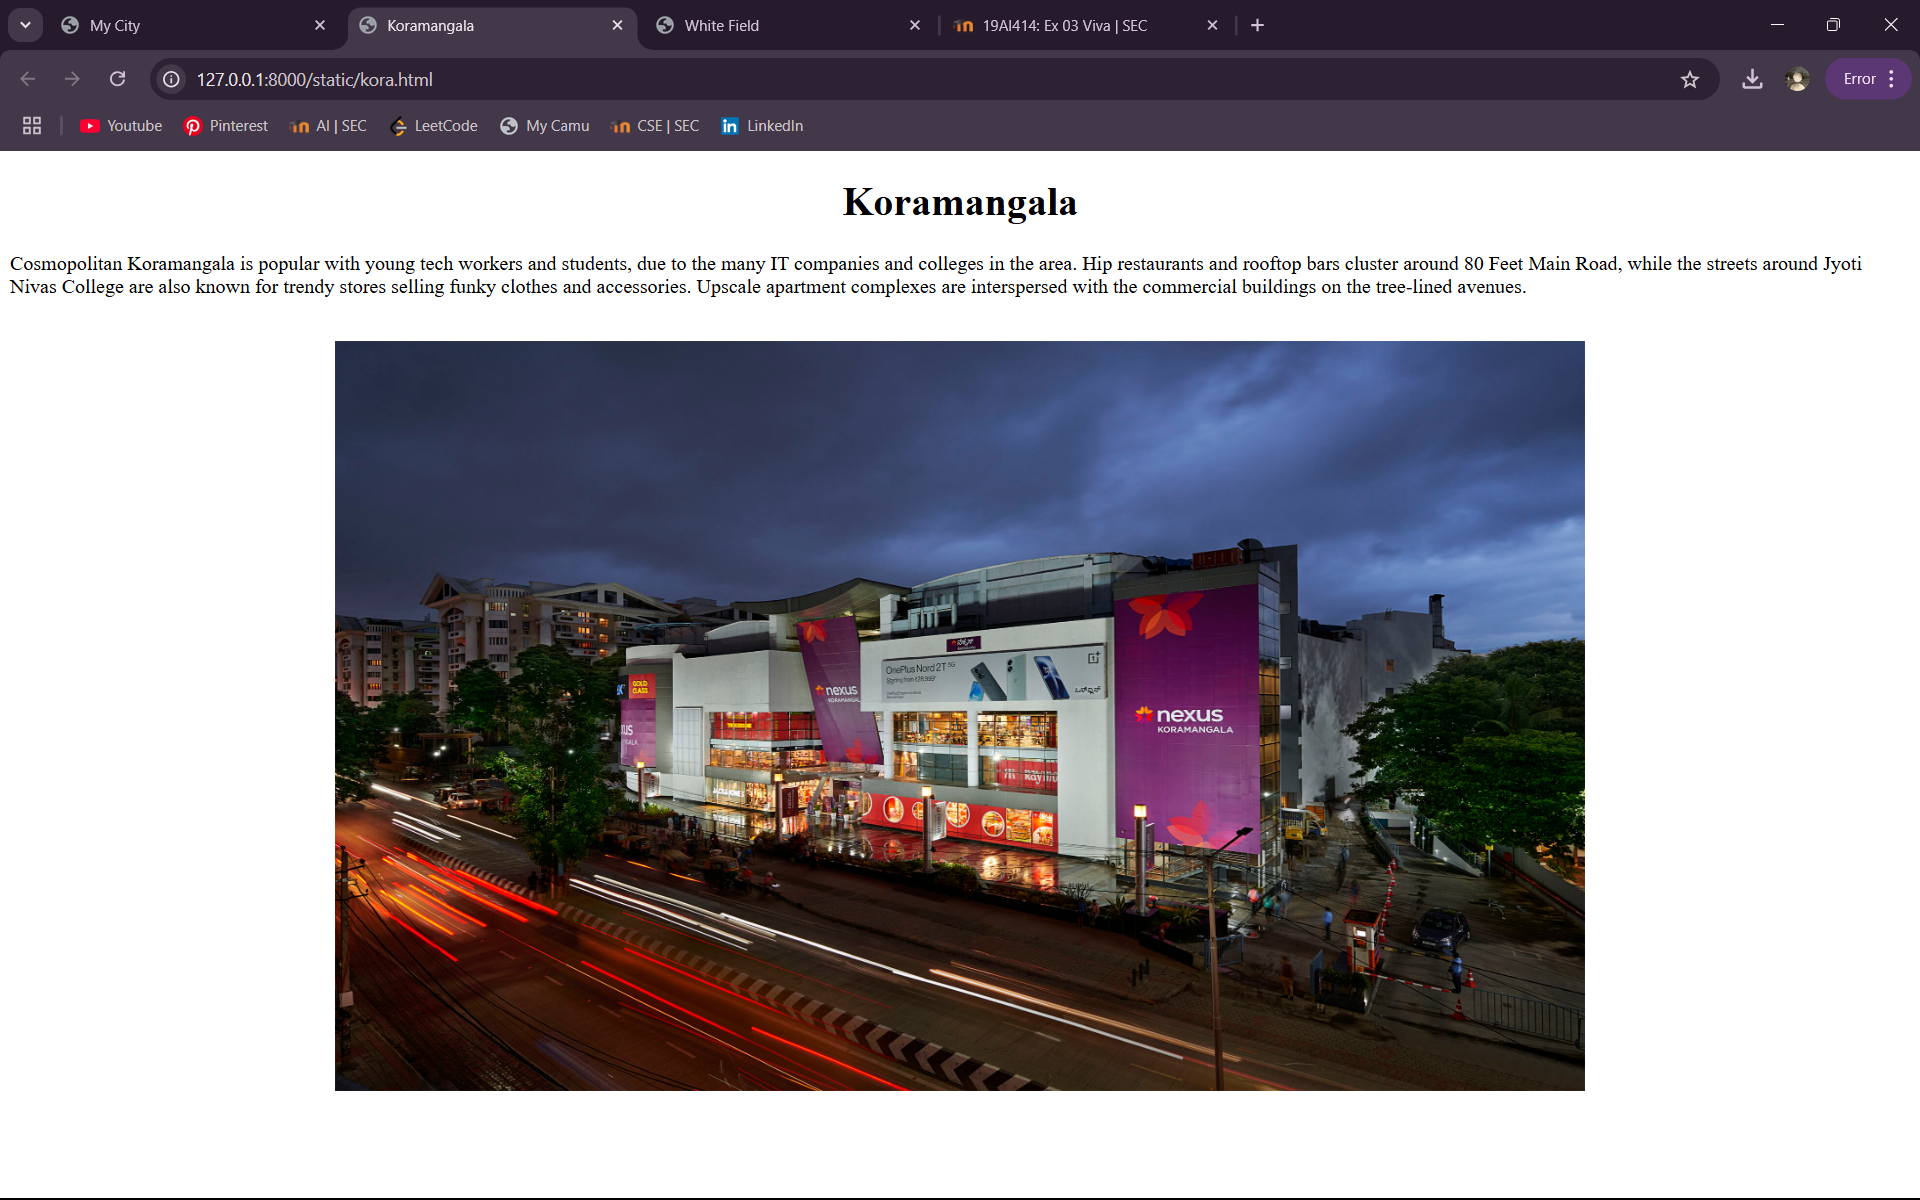 My City
Koramangala
White Field
19AI414: Ex 03 Viva | SEC
127.0.0.1:8000/static/kora.html
Error
Youtube
Pinterest
AI | SEC
LeetCode
My Camu
CSE | SEC
LinkedIn
Koramangala
Cosmopolitan Koramangala is popular with young tech workers and students, due to the many IT companies and colleges in the area. Hip restaurants and rooftop bars cluster around 80 Feet Main Road, while the streets around Jyoti
Nivas College are also known for trendy stores selling funky clothes and accessories. Upscale apartment complexes are interspersed with the commercial buildings on the tree-lined avenues.
OnePlus Nord 2T 5G
GOLD
CLASS
nexus
KORAMANGALA
nexus
KORAMANGALA